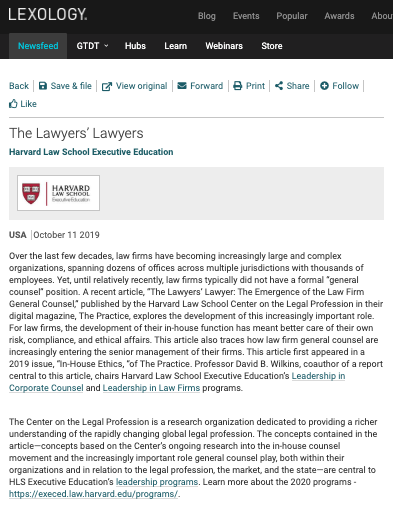 LEXOLOGY.
Blog Events Popular Awards Abou
Newsfeed GTDT Hubs Learn Webinars Store
Back Save & file View original Forward Print Share Follow
Like
The Lawyers' Lawyers
Harvard Law School Executive Education
HARVARD
LAW SCHOOL
Executive Education
USA October 11 2019
Over the last few decades, law firms have become increasingly large and complex
organizations, spanning dozens of offices across multiple jurisdictions with thousands of
employees. Yet, until relatively recently, law firms typically did not have a formal “general
counsel” position. A recent article, “The Lawyers’ Lawyer: The Emergence of the Law Firm
General Counsel,” published by the Harvard Law School Center on the Legal Profession in their
digital magazine, The Practice, explores the development of this increasingly important role.
For law firms, the development of their in-house function has meant better care of their own
risk, compliance, and ethical affairs. This article also traces how law firm general counsel are
increasingly entering the senior management of their firms. This article first appeared in a
2019 issue, “In-House Ethics, “of The Practice. Professor David B. Wilkins, coauthor of a report
central to this article, chairs Harvard Law School Executive Education’s Leadership in
Corporate Counsel and Leadership in Law Firms programs.
The Center on the Legal Profession is a research organization dedicated to providing a richer
understanding of the rapidly changing global legal profession. The concepts contained in the
article—concepts based on the Center’s ongoing research into the in-house counsel
movement and the increasingly important role general counsel play, both within their
organizations and in relation to the legal profession, the market, and the state—are central to
HLS Executive Education’s leadership programs. Learn more about the 2020 programs -
https://execed.law.harvard.edu/programs/.